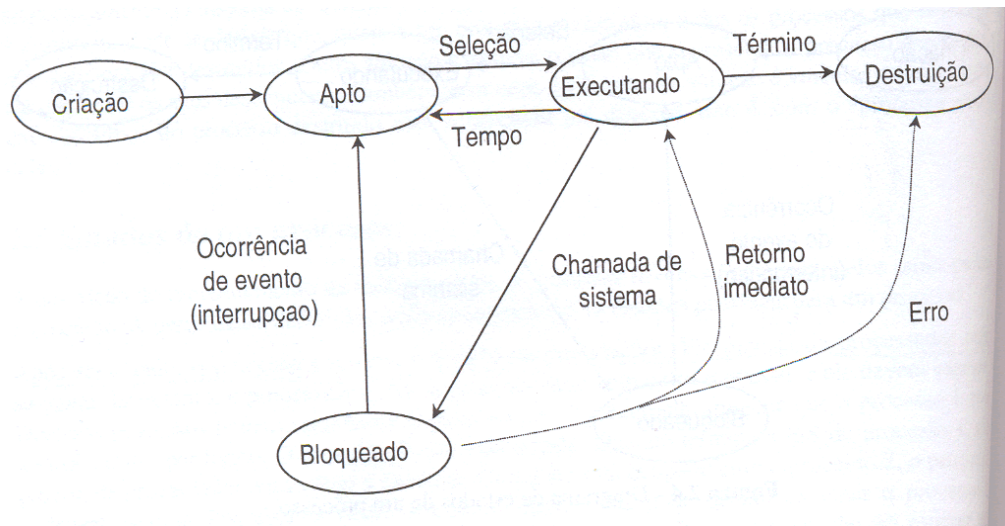 Criação
Apto
Seleção
Tempo
Executando
Término
Destruição
Ocorrência
de evento
(interrupçao)
Chamada de
sistema
Retorno
imediato
Erro
Bloqueado